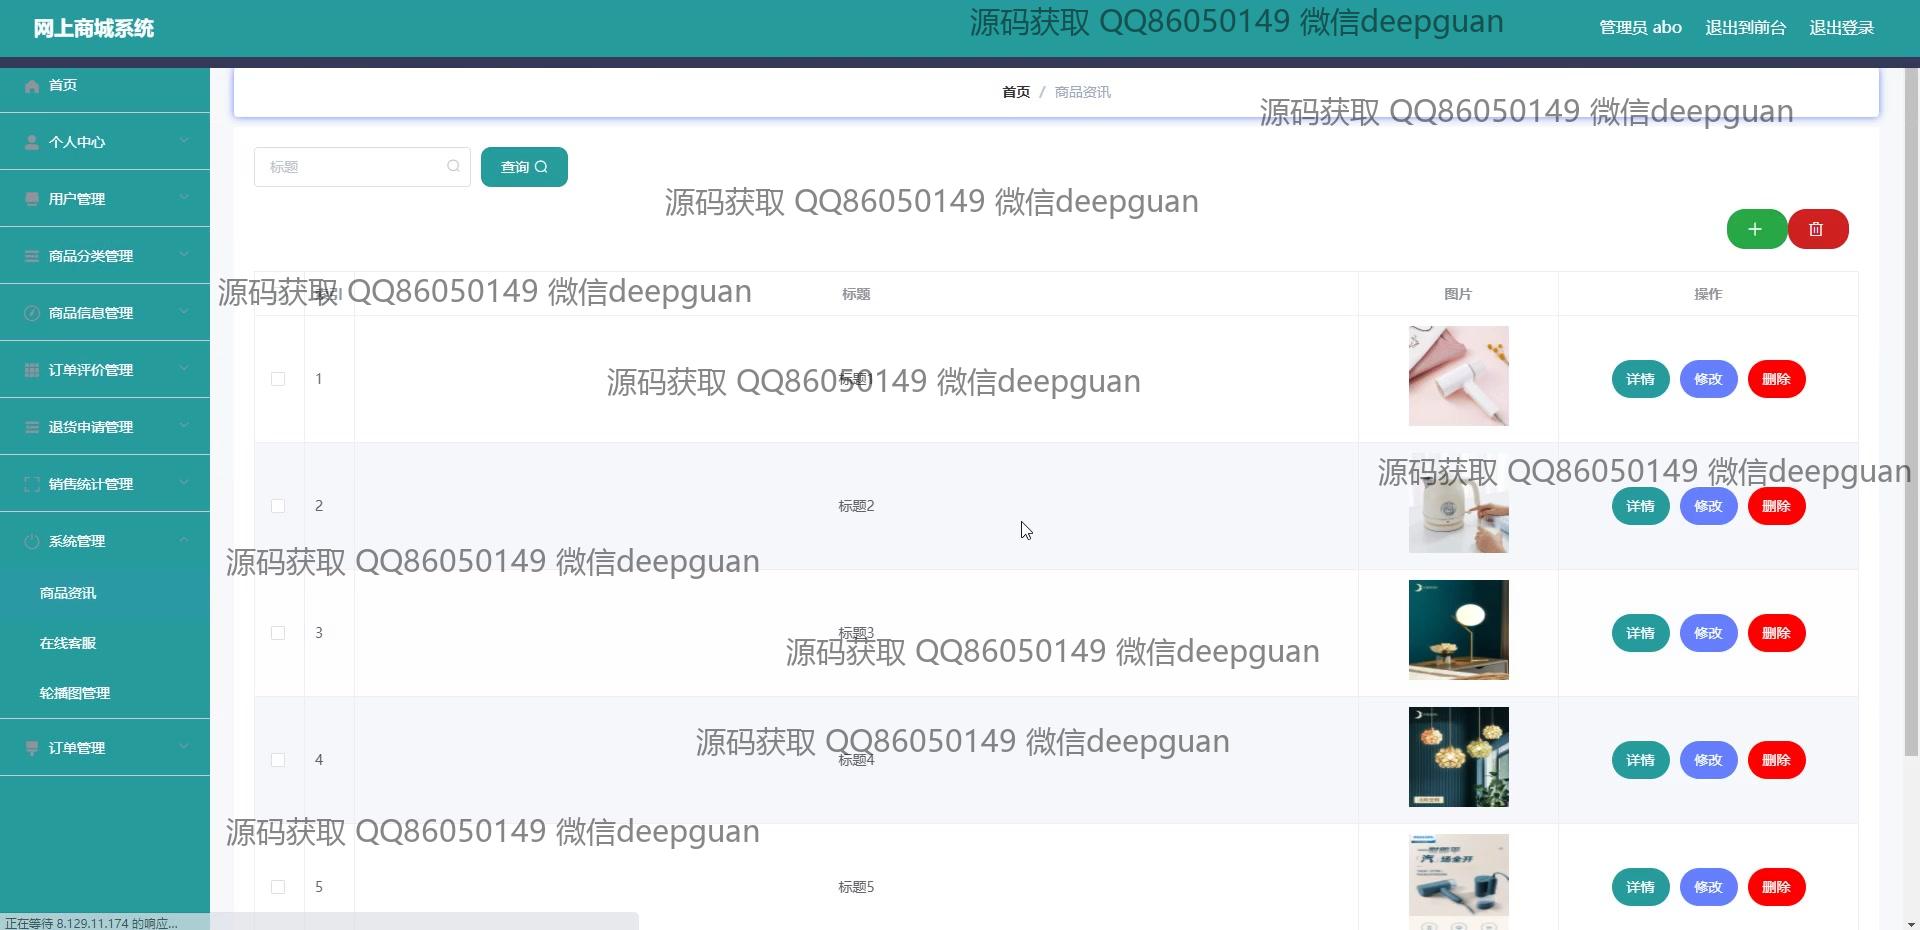 网上商城系统
源码获取 QQ86050149 微信deepguan
管理员 abo 退出到前台 退出登录
首页
首页 / 商品资讯
源码获取 QQ86050149 微信deepguan
个人中心
标题 查询
用户管理
源码获取 QQ86050149 微信deepguan
商品分类管理
源码获取 QQ86050149 微信deepguan
索引 标题 图片 操作
商品信息管理
订单评价管理
1 标题1 详情 修改 删除
源码获取 QQ86050149 微信deepguan
退货申请管理
源码获取 QQ86050149 微信deepguan
销售统计管理
2 标题2 详情 修改 删除
系统管理
源码获取 QQ86050149 微信deepguan
商品资讯
3 标题3 详情 修改 删除
在线客服
源码获取 QQ86050149 微信deepguan
轮播图管理
源码获取 QQ86050149 微信deepguan
订单管理
4 标题4 详情 修改 删除
源码获取 QQ86050149 微信deepguan
5 标题5 详情 修改 删除
正在等待 8.129.11.174 的响应...